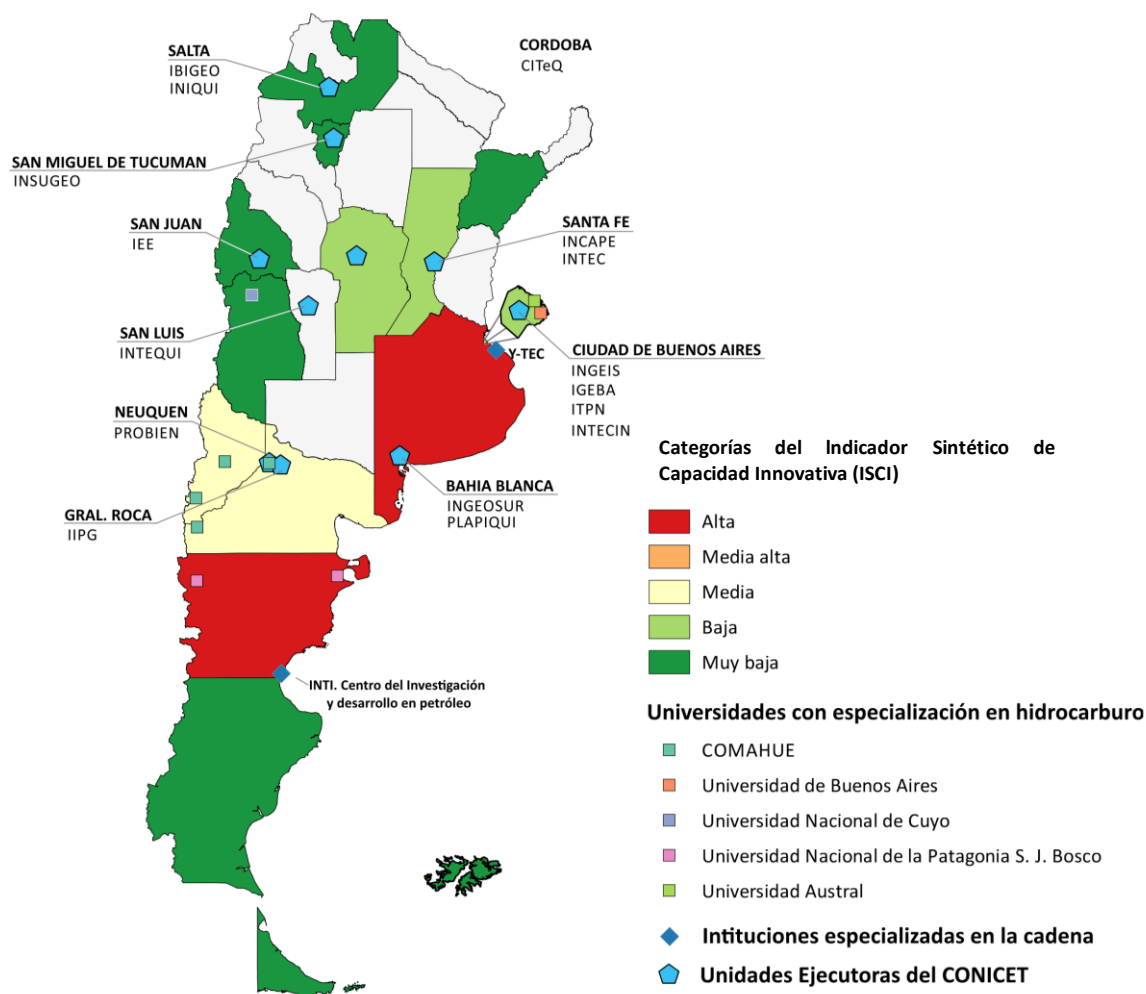 SALTA
IBIGEO
INIQUI
CORDOBA
CITeQ
SAN MIGUEL DE TUCUMAN
INSUGEO
SAN JUAN
IEE
SANTA FE
INCAPE
INTEC
SAN LUIS
INTEQUI
Y-TEC
CIUDAD DE BUENOS AIRES
INGEIS
IGEBA
ITPN
INTECIN
NEUQUEN
PROBIEN
GRAL. ROCA
IIPG
BAHIA BLANCA
INGEOSUR
PLAPIQUI
INTI. Centro del Investigación
y desarrollo en petróleo
Categorías del Indicador Sintético de
Capacidad Innovativa (ISCI)
Alta
Media alta
Media
Baja
Muy baja
Universidades con especialización en hidrocarburo
COMAHUE
Universidad de Buenos Aires
Universidad Nacional de Cuyo
Universidad Nacional de la Patagonia S. J. Bosco
Universidad Austral
Intituciones especializadas en la cadena
Unidades Ejecutoras del CONICET